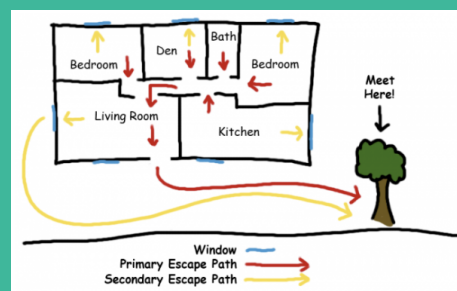 Bath
Den
Bedroom
Bedroom
Meet
Here!
Living Room
Kitchen
Window
Primary Escape Path
Secondary Escape Path